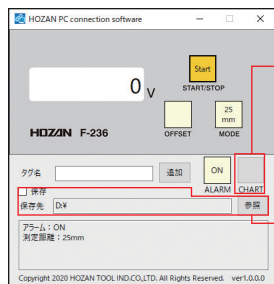 HOZAN PC connection software
0 V
Start
START/STOP
25
mm
HOZAN F-236
OFFSET
MODE
タグ名
追加
ON
ALARM
CHART
保存
保存先 D:¥
参照
アラーム：ON
測定距離：25mm
Copyright 2020 HOZAN TOOL IND.CO,LTD. All Rights Reserved. ver1.0.0.0